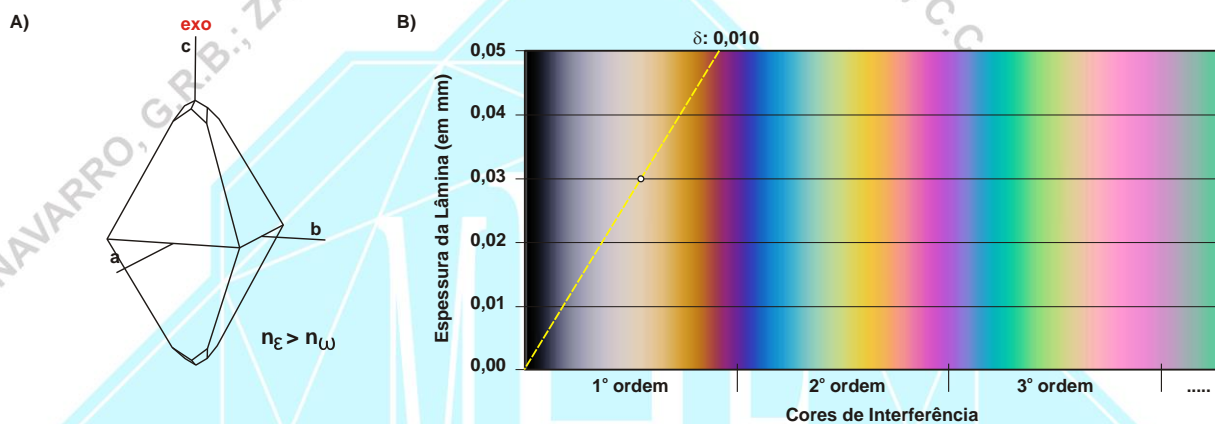 A)
exo
c
a
b
nε > nω
B)
δ: 0,010
Espessura da Lâmina (em mm)
0,05
0,04
0,03
0,02
0,01
0,00
1° ordem
2° ordem
3° ordem
.....
Cores de Interferência
NAVARRO, G.R.B.; ZA
C.C